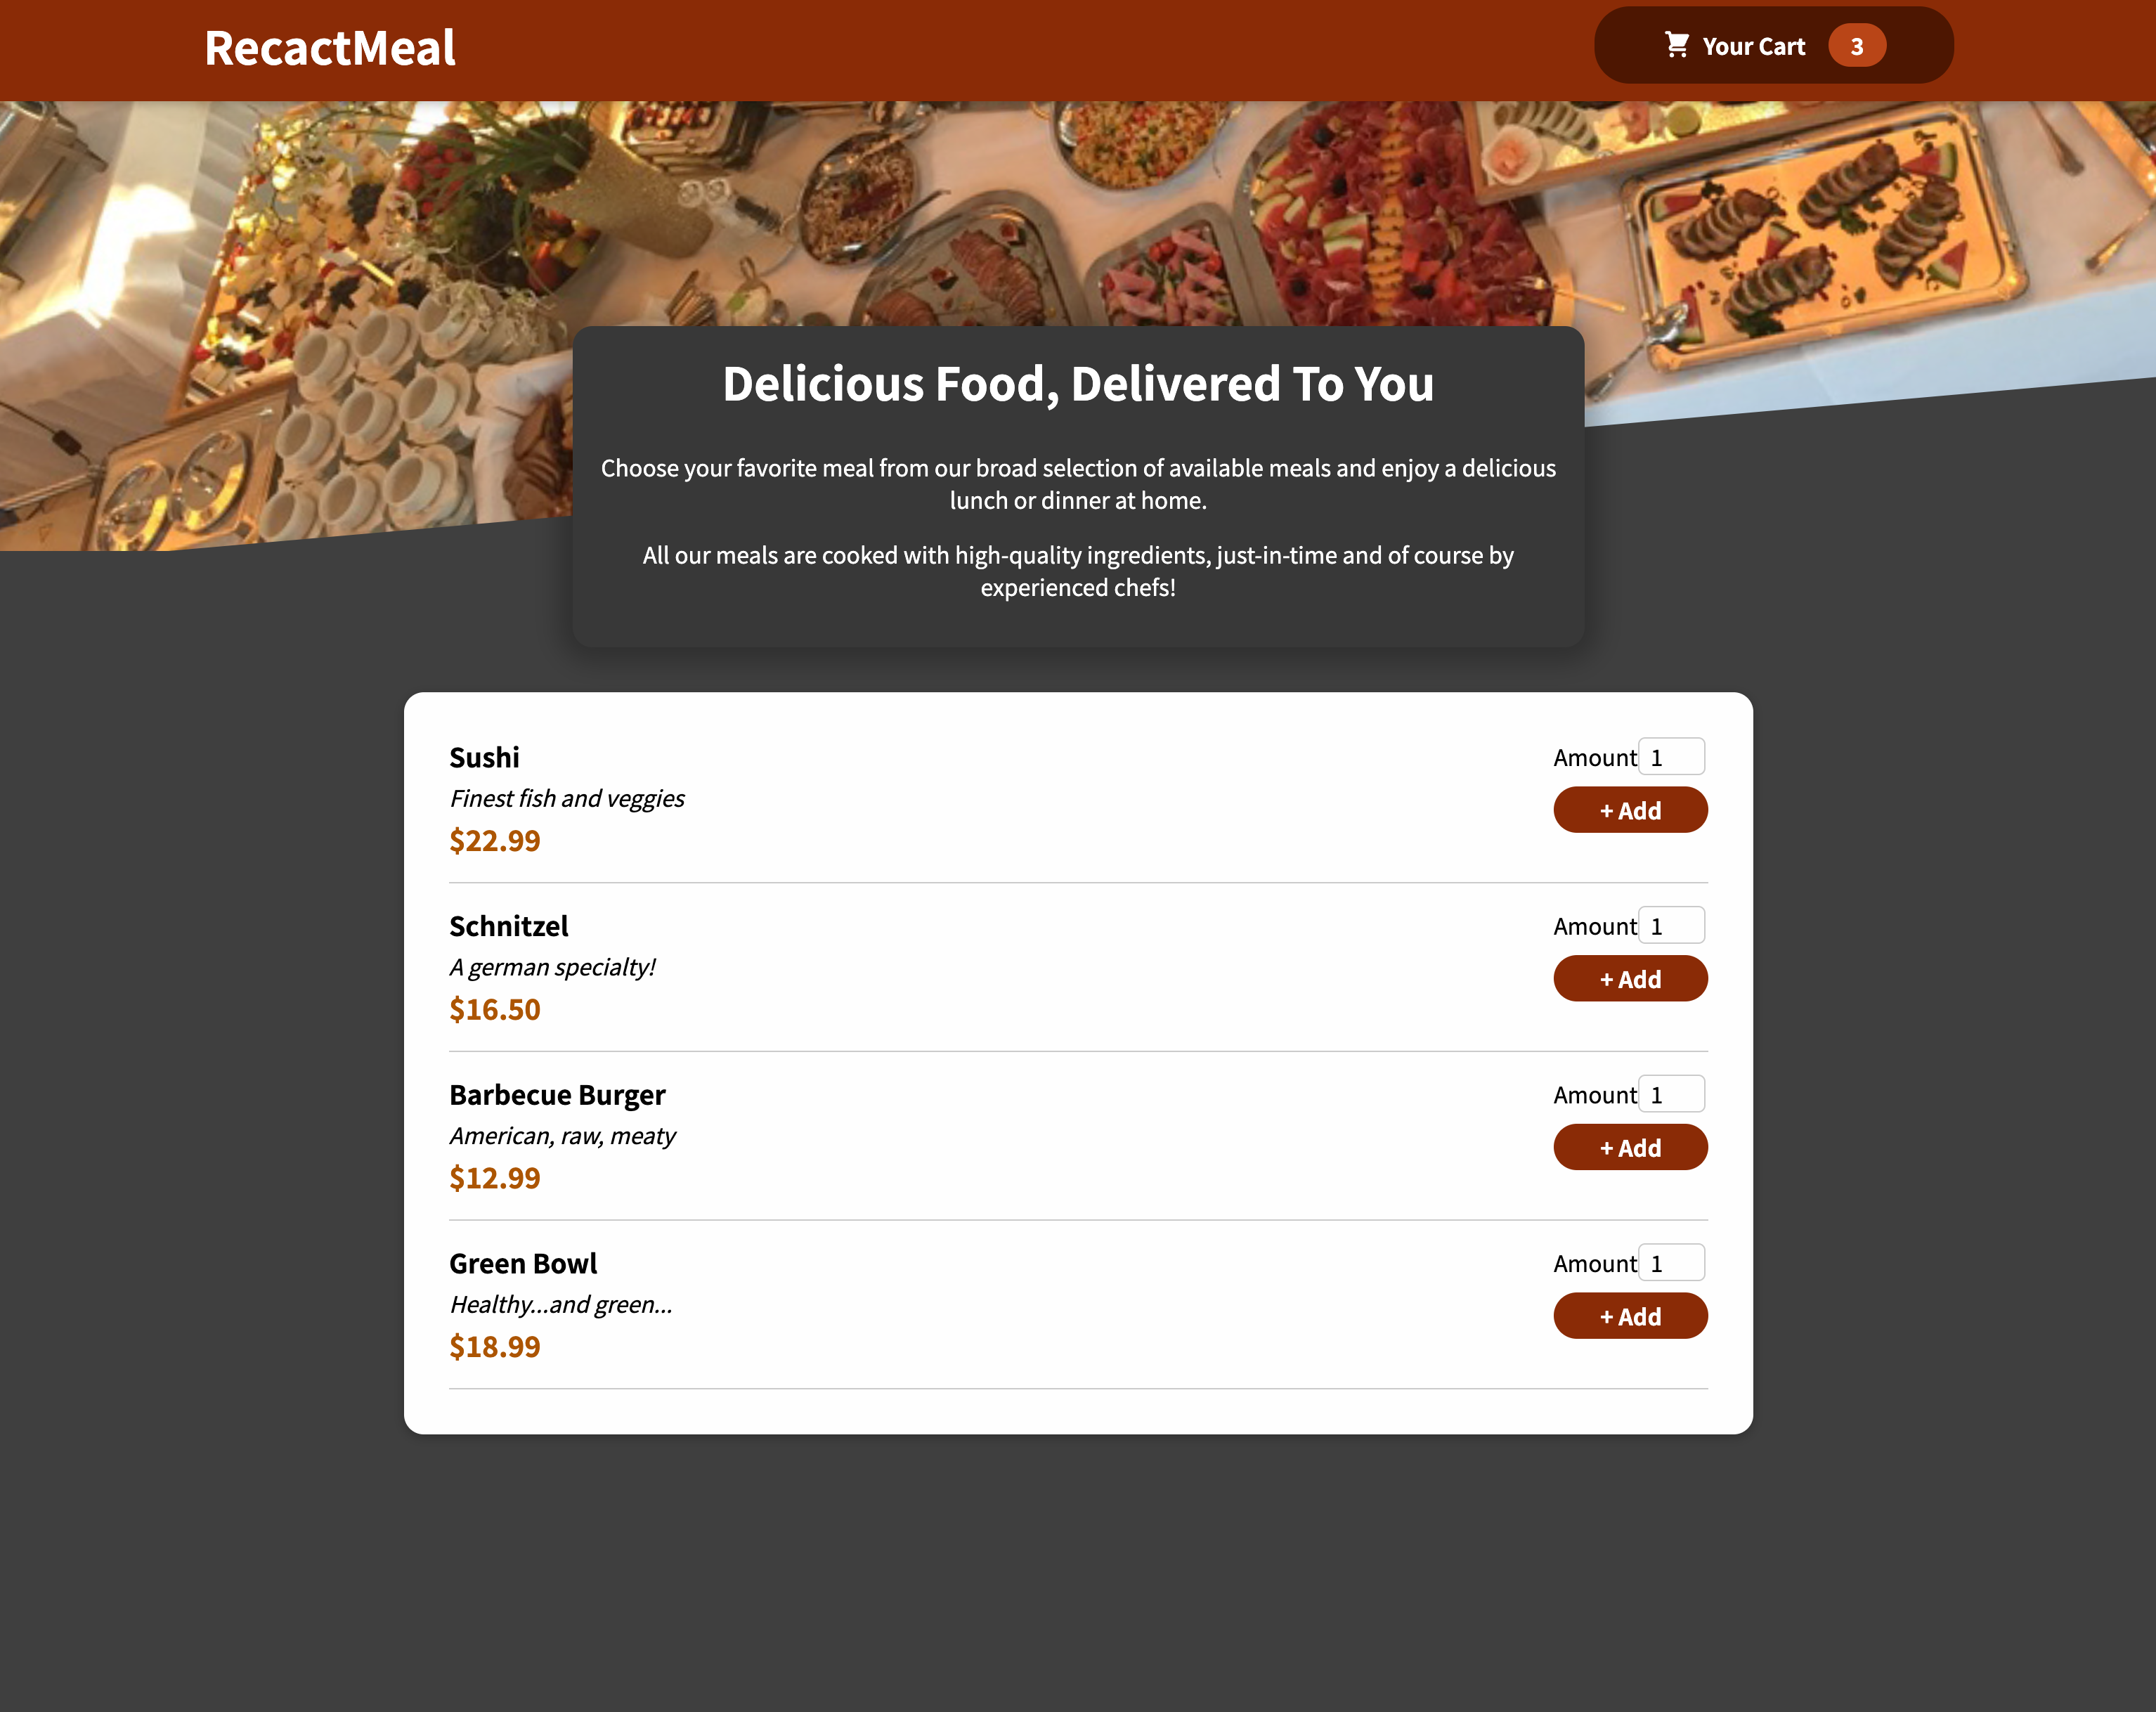 RecactMeal
Your Cart 3
Delicious Food, Delivered To You
Choose your favorite meal from our broad selection of available meals and enjoy a delicious
lunch or dinner at home.
All our meals are cooked with high-quality ingredients, just-in-time and of course by
experienced chefs!
Sushi
Finest fish and veggies
$22.99
Amount 1
+ Add
Schnitzel
A german specialty!
$16.50
Amount 1
+ Add
Barbecue Burger
American, raw, meaty
$12.99
Amount 1
+ Add
Green Bowl
Healthy...and green...
$18.99
Amount 1
+ Add